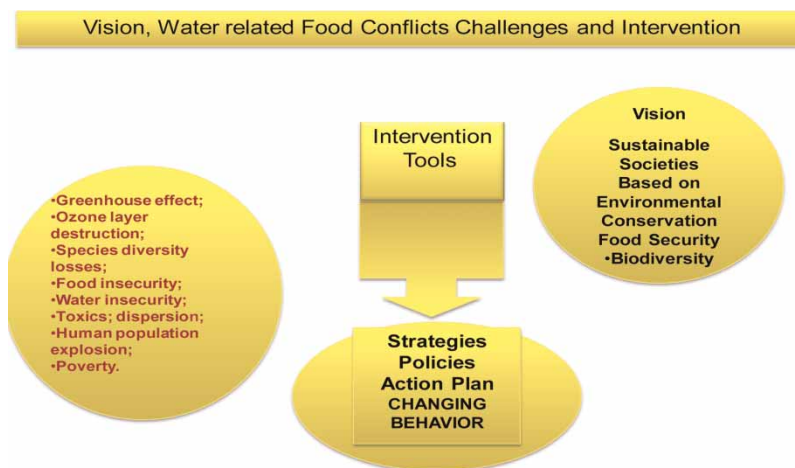 Vision, Water related Food Conflicts Challenges and Intervention
•Greenhouse effect;
•Ozone layer
destruction;
•Species diversity
losses;
•Food insecurity;
•Water insecurity;
•Toxics; dispersion;
•Human population
explosion;
•Poverty.
Intervention
Tools
Strategies
Policies
Action Plan
CHANGING
BEHAVIOR
Vision
Sustainable
Societies
Based on
Environmental
Conservation
Food Security
•Biodiversity